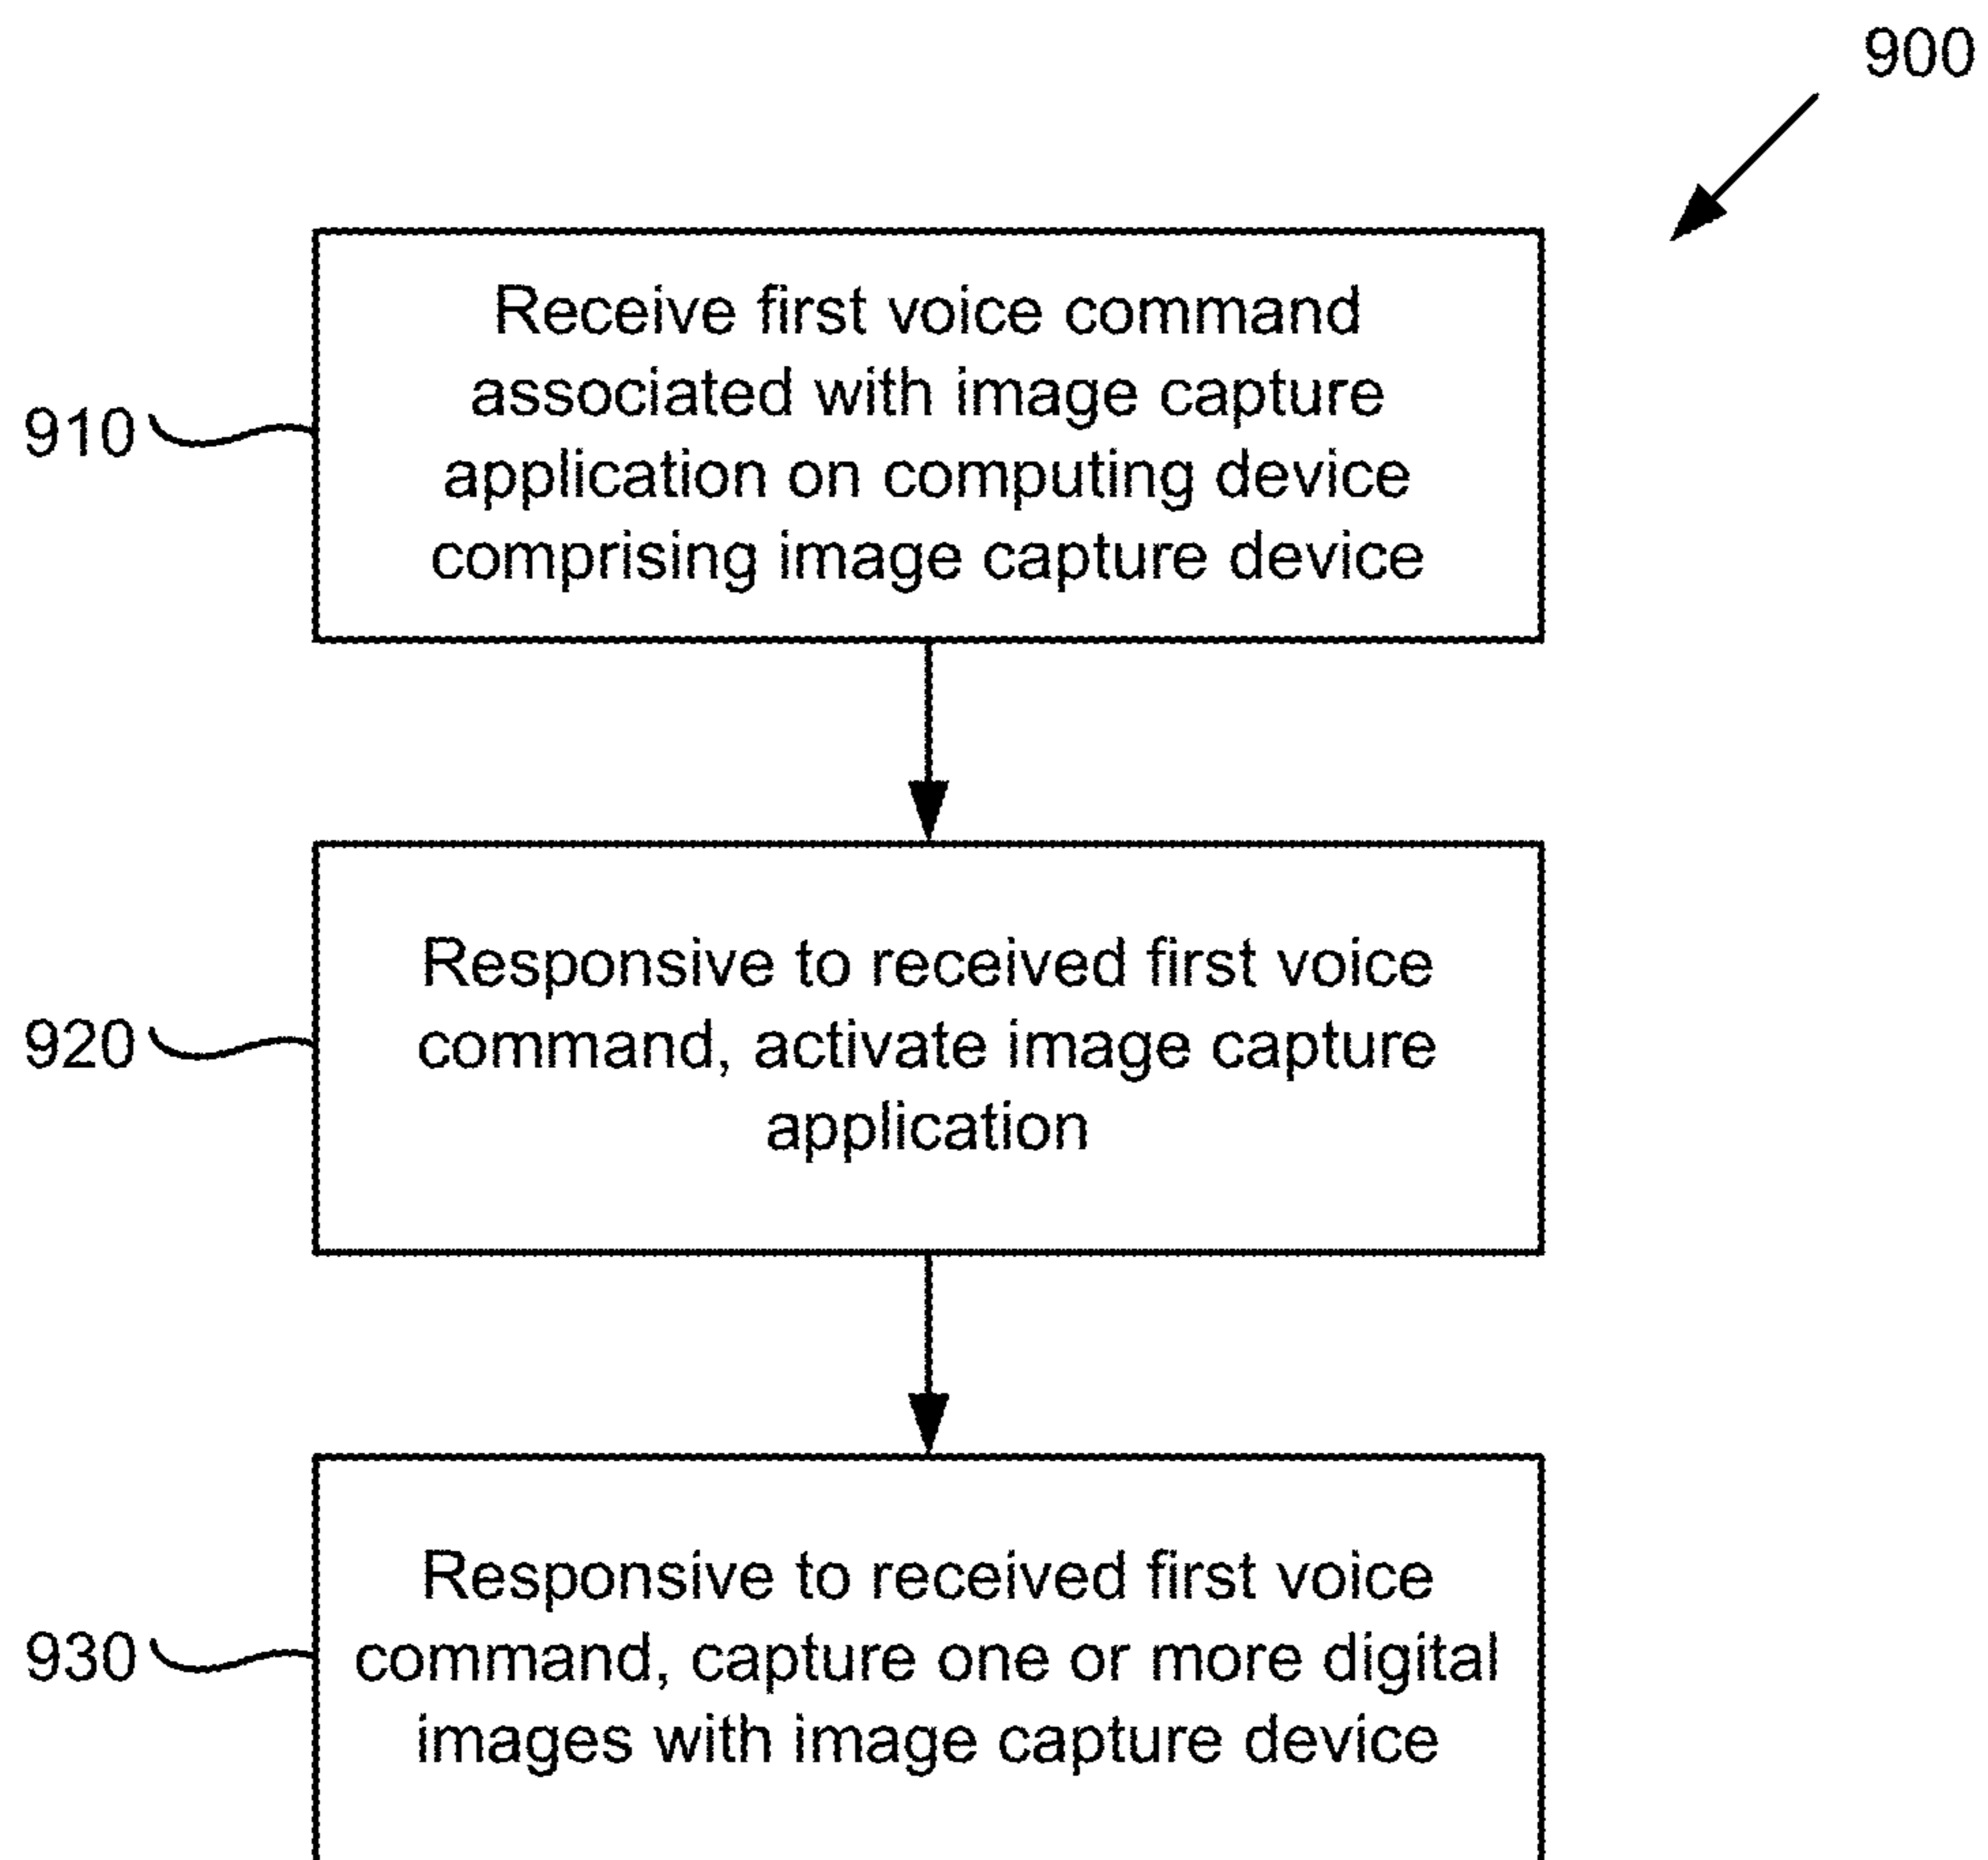 900
910
Receive first voice command
associated with image capture
application on computing device
comprising image capture device
920
Responsive to received first voice
command, activate image capture
application
930
Responsive to received first voice
command, capture one or more digital
images with image capture device